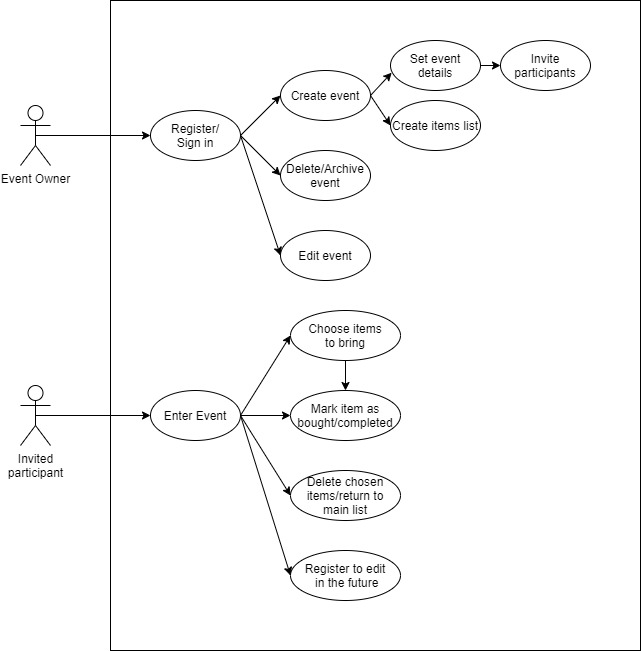 Set event
details
Invite
participants
Create event
Create items list
Register/
Sign in
Event Owner
Delete/Archive
event
Edit event
Choose items
to bring
Enter Event
Mark item as
bought/completed
Invited
participant
Delete chosen
items/return to
main list
Register to edit
in the future